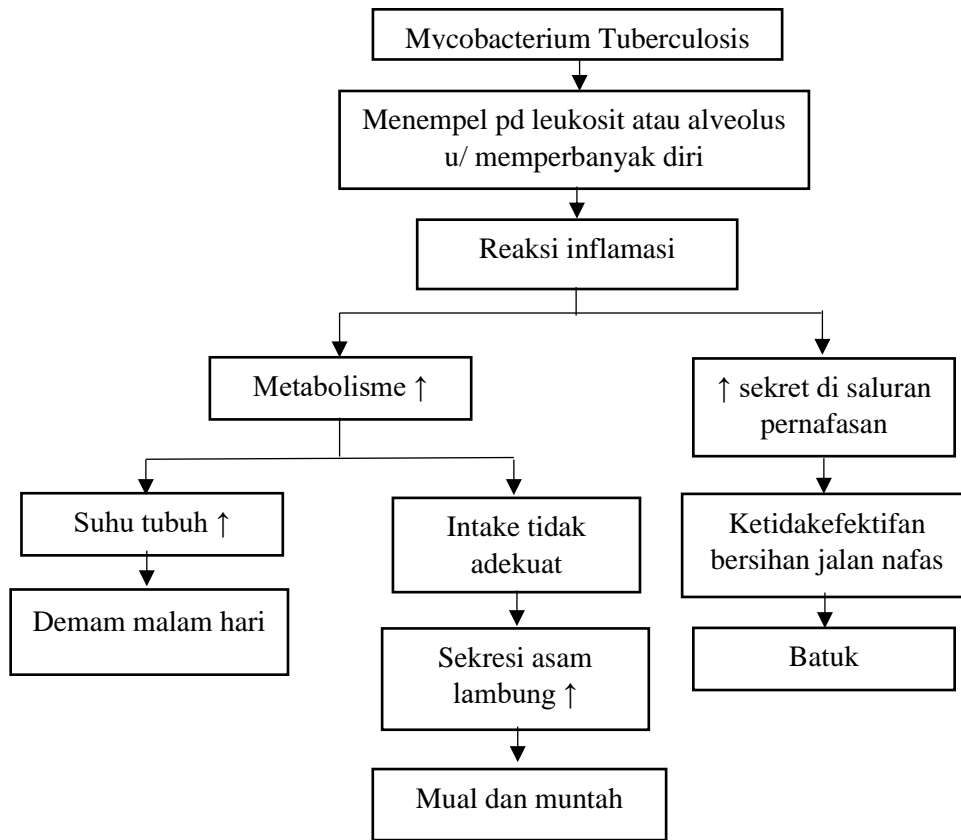 Mycobacterium Tuberculosis
Menempel pd leukosit atau alveolus
u/ memperbanyak diri
Reaksi inflamasi
Metabolisme ↑
↑ sekret di saluran
pernafasan
Suhu tubuh ↑
Intake tidak
adekuat
Ketidakefektifan
bersihan jalan nafas
Demam malam hari
Sekresi asam
lambung ↑
Batuk
Mual dan muntah